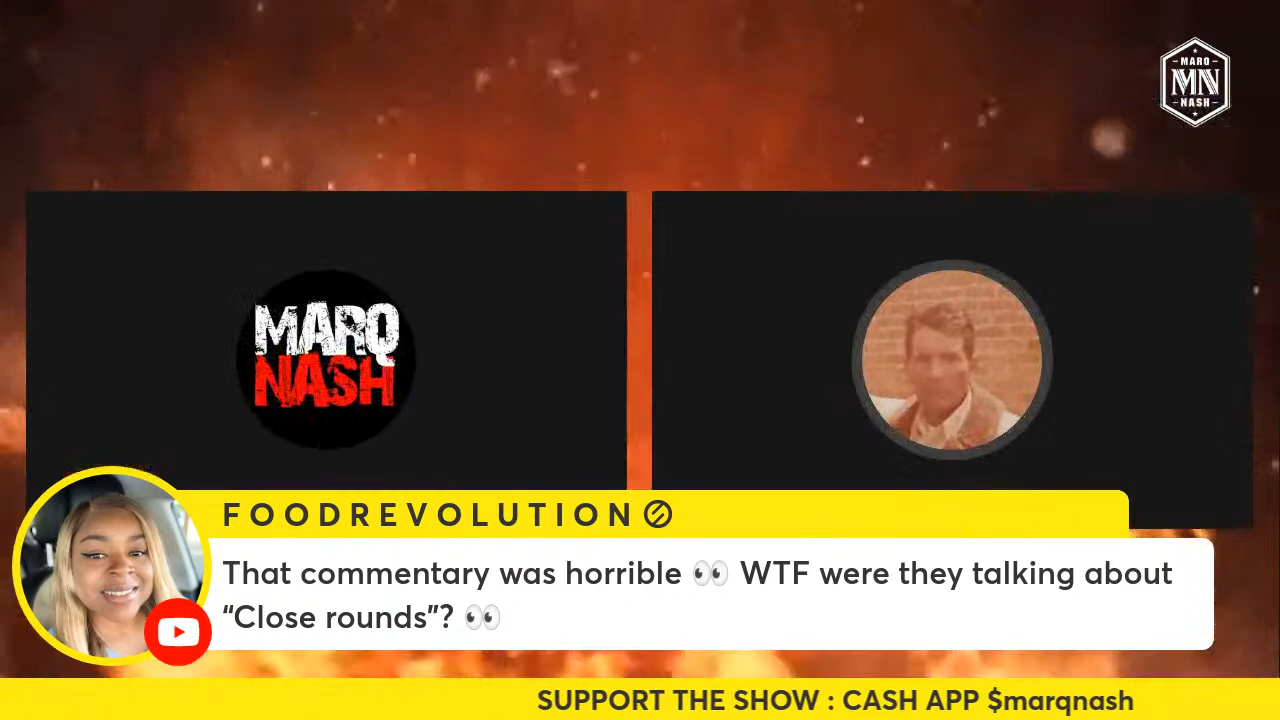 MARQ
MN
NASH
MARQ
NASH
FOODREVOLUTION
That commentary was horrible 👀 WTF were they talking about
“Close rounds”? 👀
SUPPORT THE SHOW : CASH APP $marqnash